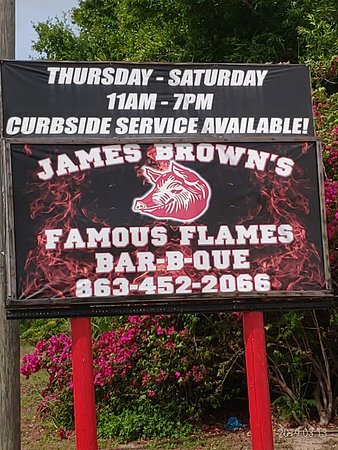 THURSDAY - SATURDAY
11AM - 7PM
CURBSIDE SERVICE AVAILABLE!
JAMES BROWN'S
FAMOUS FLAMES
BAR-B-QUE
863-452-2066